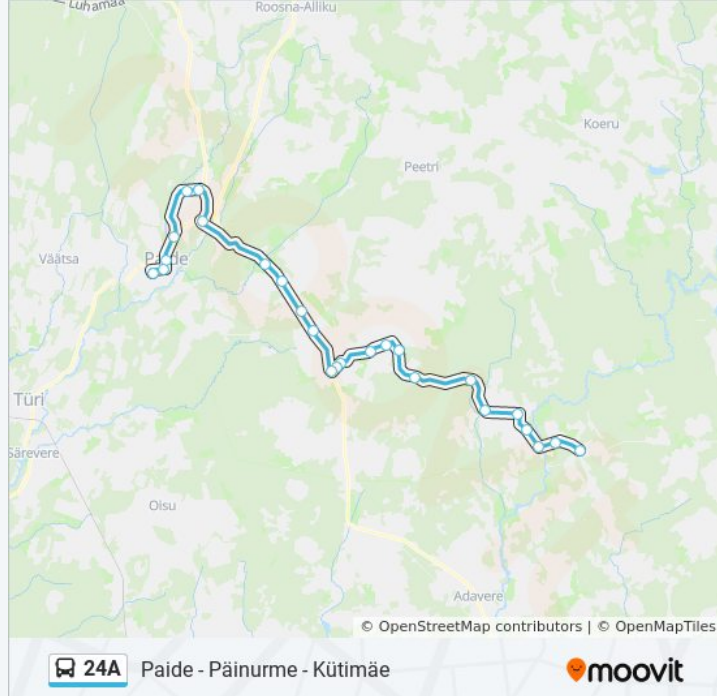 Luhamaa
Roosna-Alliku
Koeru
Peetri
Väätsa
Paide
Türi
Särevere
Oisu
Adavere
© OpenStreetMap contributors | © OpenMapTiles
24A Paide - Päinurme - Kütimäe
moovit